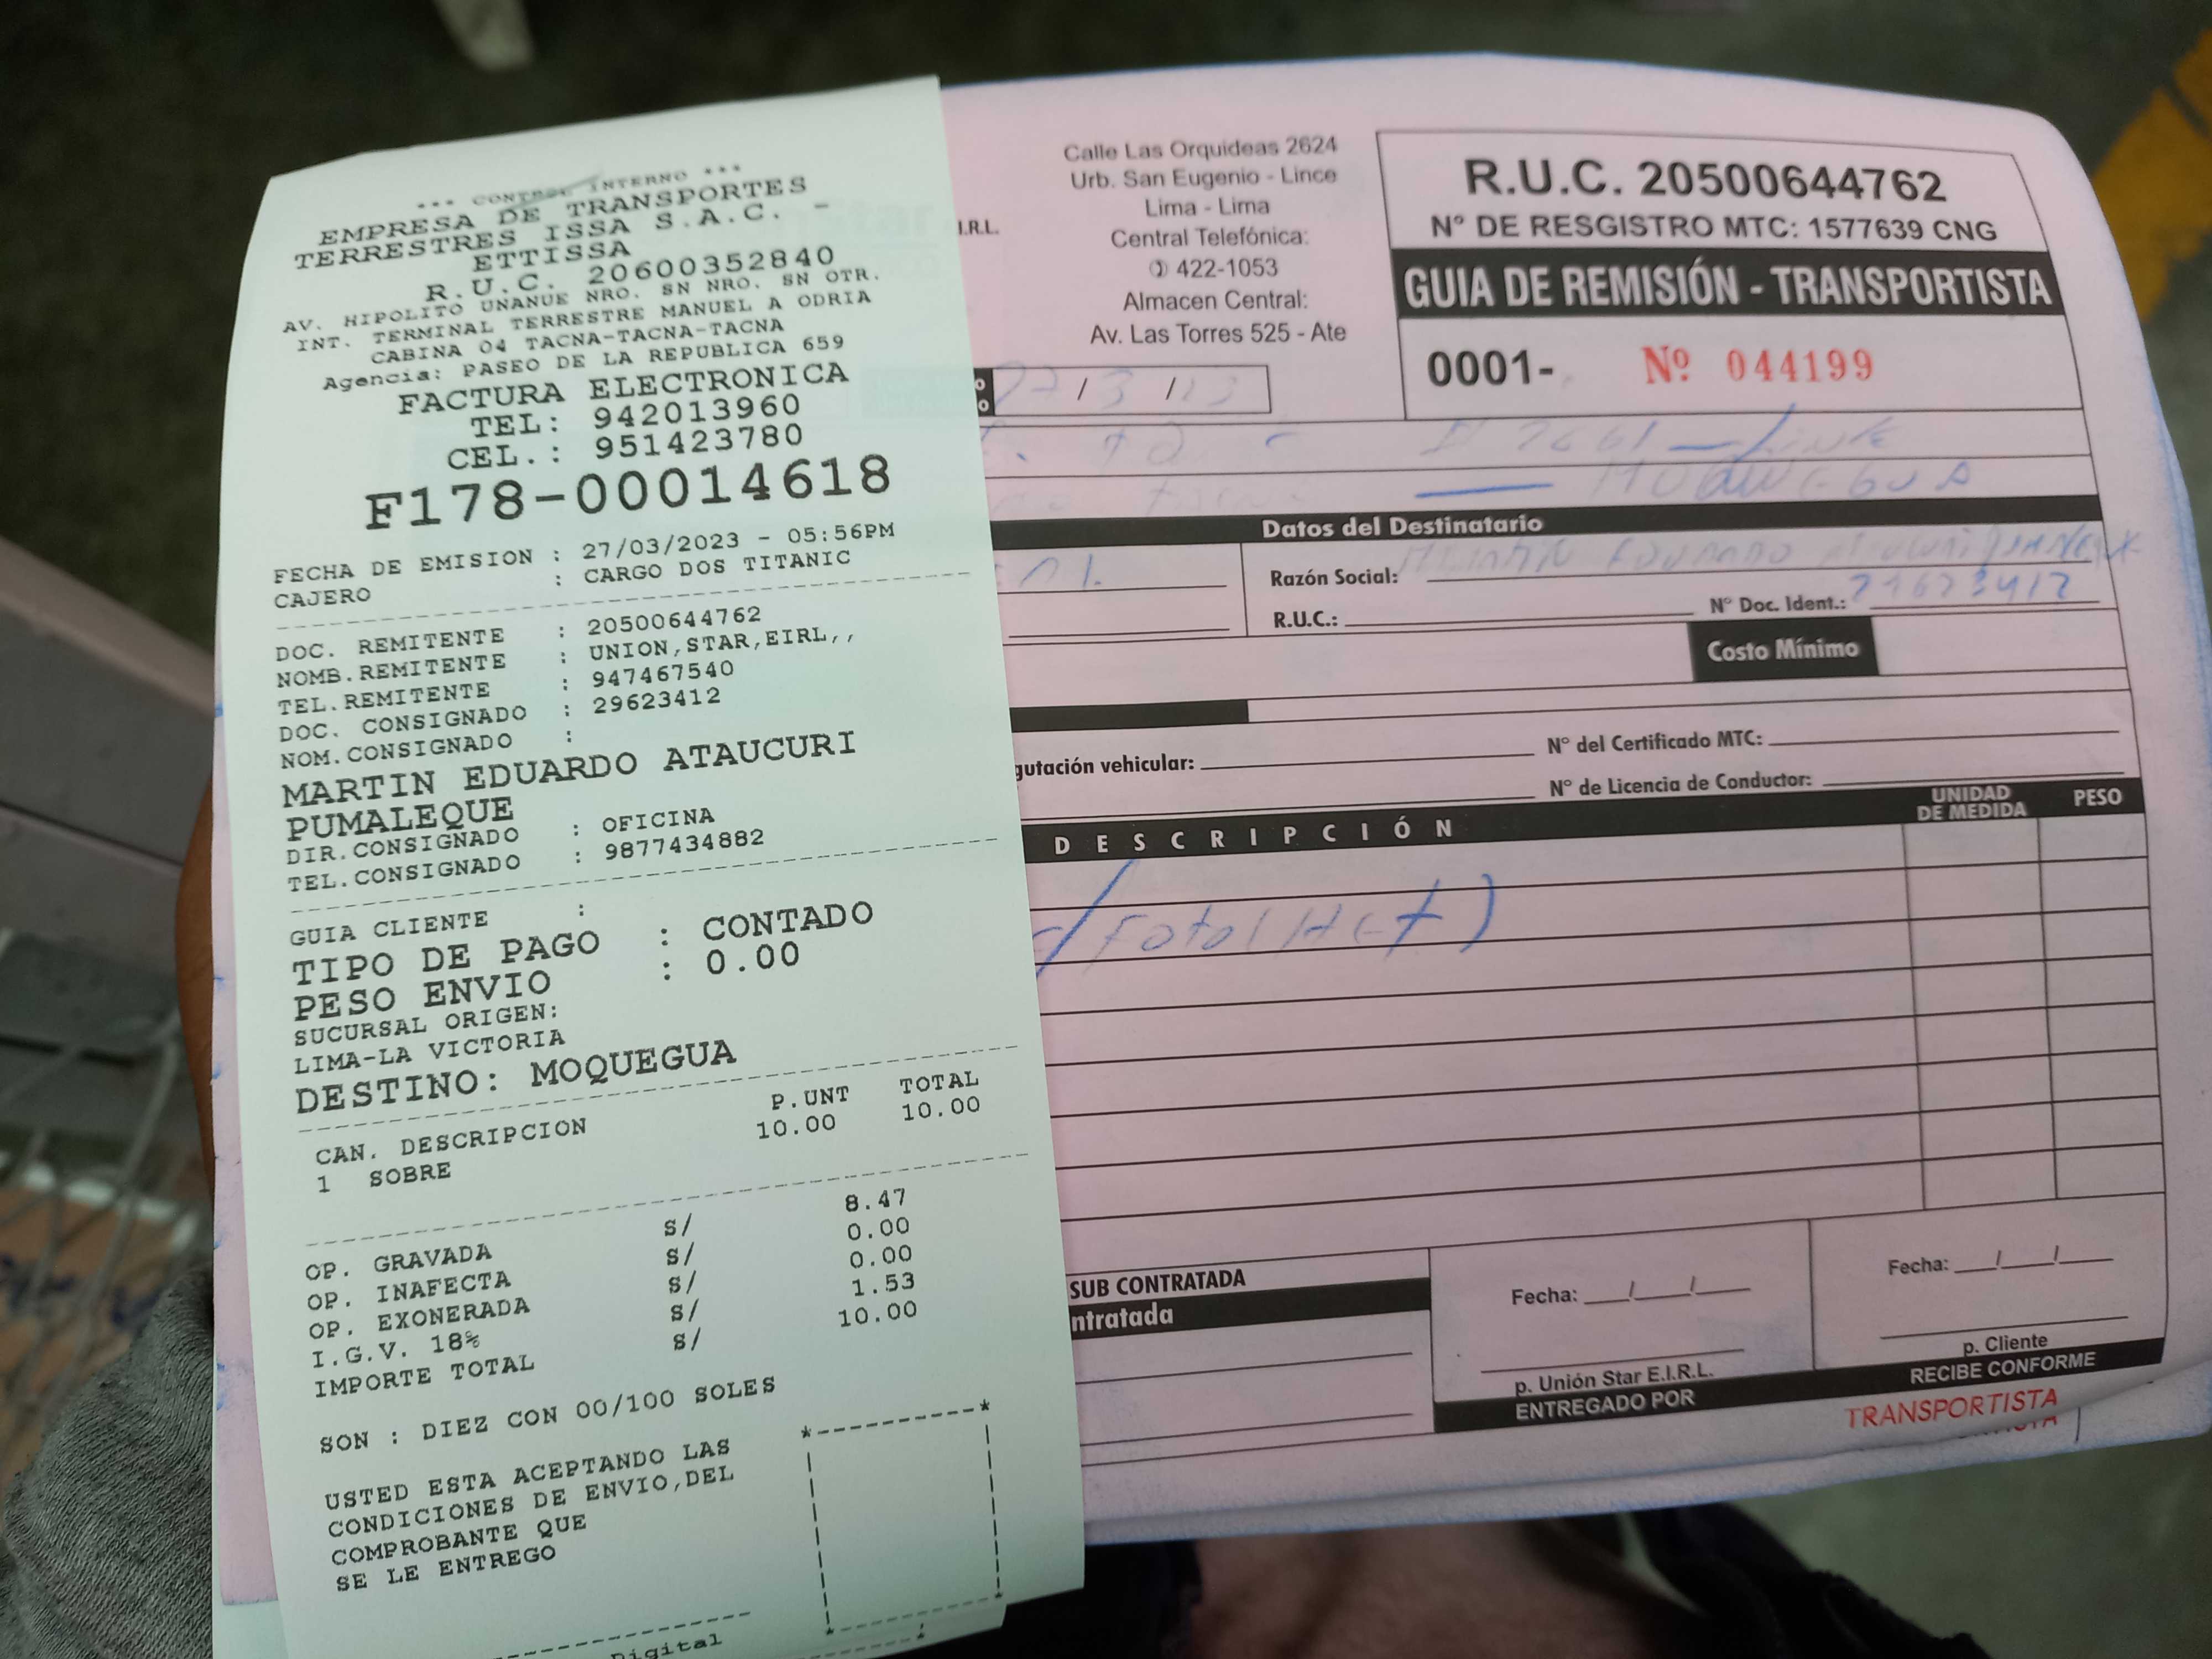 *** CONTROL INTERNO ***
EMPRESA DE TRANSPORTES
TERRESTRES ISSA S.A.C. -
ETTISSA
R.U.C. 20600352840
AV. HIPOLITO UNANUE NRO. SN NRO. SN OTR.
INT. TERMINAL TERRESTRE MANUEL A ODRIA
CABINA 04 TACNA-TACNA-TACNA
Agencia: PASEO DE LA REPUBLICA 659
FACTURA ELECTRONICA
TEL: 942013960
CEL.: 951423780
F178-00014618
FECHA DE EMISION : 27/03/2023 - 05:56PM
CAJERO : CARGO DOS TITANIC
DOC. REMITENTE : 20500644762
NOMB.REMITENTE : UNION,STAR,EIRL,,
TEL.REMITENTE : 947467540
DOC. CONSIGNADO : 29623412
NOM.CONSIGNADO :
MARTIN EDUARDO ATAUCURI
PUMALEQUE
DIR.CONSIGNADO : OFICINA
TEL.CONSIGNADO : 9877434882
GUIA CLIENTE :
TIPO DE PAGO : CONTADO
PESO ENVIO : 0.00
SUCURSAL ORIGEN:
LIMA-LA VICTORIA
DESTINO: MOQUEGUA
CAN. DESCRIPCION P.UNT TOTAL
1 SOBRE 10.00 10.00
OP. GRAVADA S/ 8.47
OP. INAFECTA S/ 0.00
OP. EXONERADA S/ 0.00
I.G.V. 18% S/ 1.53
IMPORTE TOTAL S/ 10.00
SON : DIEZ CON 00/100 SOLES
USTED ESTA ACEPTANDO LAS
CONDICIONES DE ENVIO,DEL
COMPROBANTE QUE
SE LE ENTREGO
Digital
I.R.L.
Calle Las Orquideas 2624
Urb. San Eugenio - Lince
Lima - Lima
Central Telefónica:
422-1053
Almacen Central:
Av. Las Torres 525 - Ate
R.U.C. 20500644762
N° DE RESGISTRO MTC: 1577639 CNG
GUIA DE REMISIÓN - TRANSPORTISTA
0001- Nº 044199
Datos del Destinatario
Razón Social:
R.U.C.: N° Doc. Ident.:
Costo Mínimo
gutación vehicular: N° del Certificado MTC:
N° de Licencia de Conductor:
DESCRIPCIÓN UNIDAD DE MEDIDA PESO
SUB CONTRATADA
ntratada
Fecha: __/__/__
p. Unión Star E.I.R.L.
ENTREGADO POR
Fecha: __/__/__
p. Cliente
RECIBE CONFORME
TRANSPORTISTA